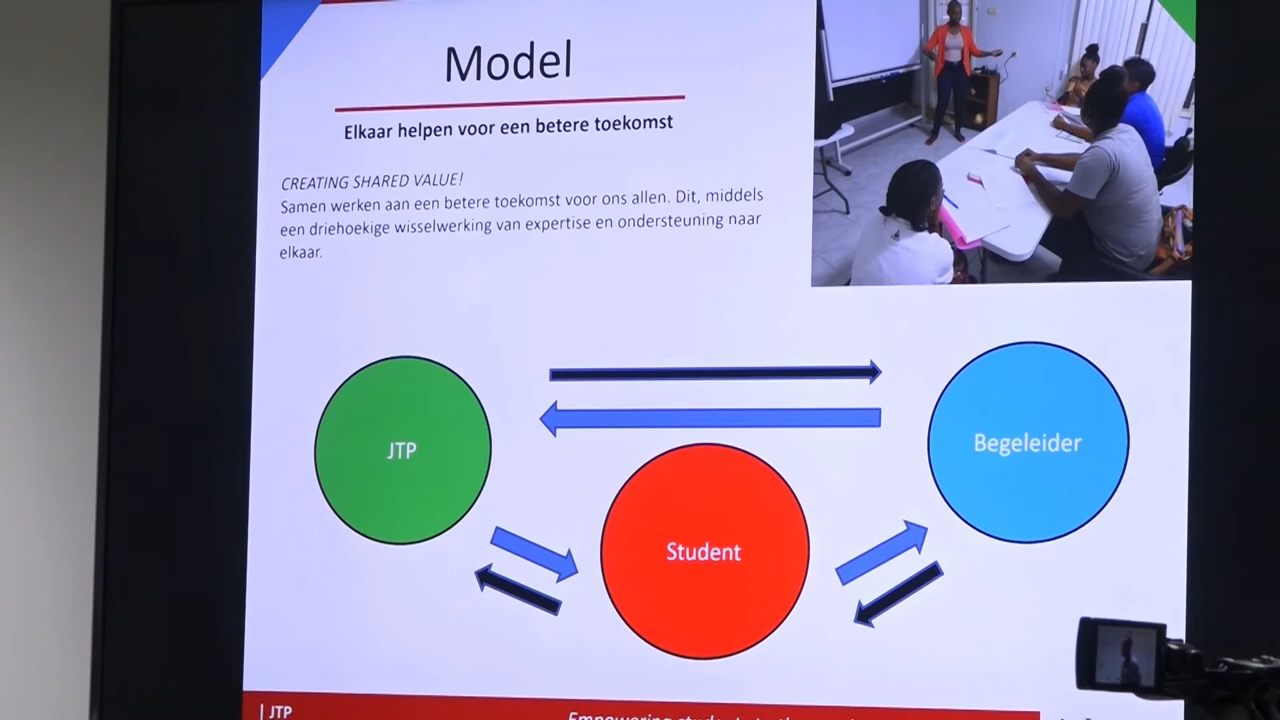 Model
Elkaar helpen voor een betere toekomst
CREATING SHARED VALUE!
Samen werken aan een betere toekomst voor ons allen. Dit, middels
een driehoekige wisselwerking van expertise en ondersteuning naar
elkaar.
JTP
Begeleider
Student
| JTP
Empowering